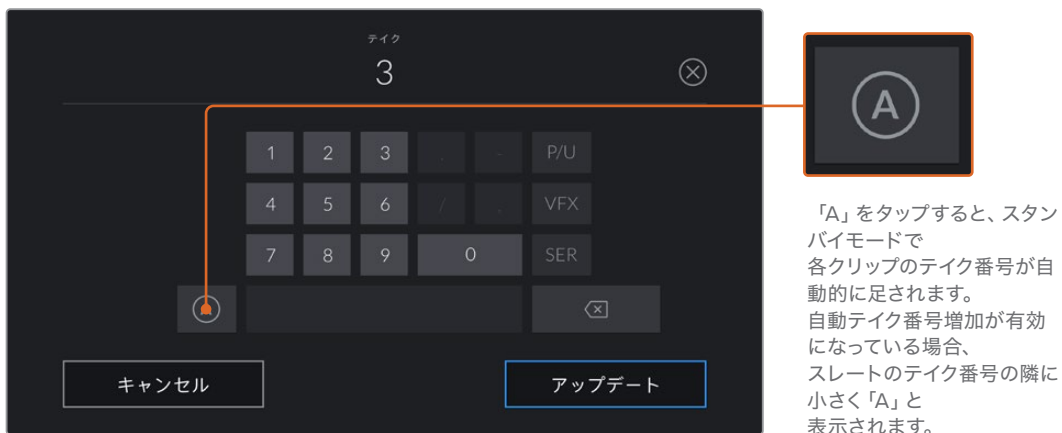 テイク
3
1 2 3 . - P/U
4 5 6 / , VFX
7 8 9 0 SER
キャンセル
アップデート
A
「A」をタップすると、スタン
バイモードで
各クリップのテイク番号が自
動的に足されます。
自動テイク番号増加が有効
になっている場合、
スレートのテイク番号の隣に
小さく「A」と
表示されます。